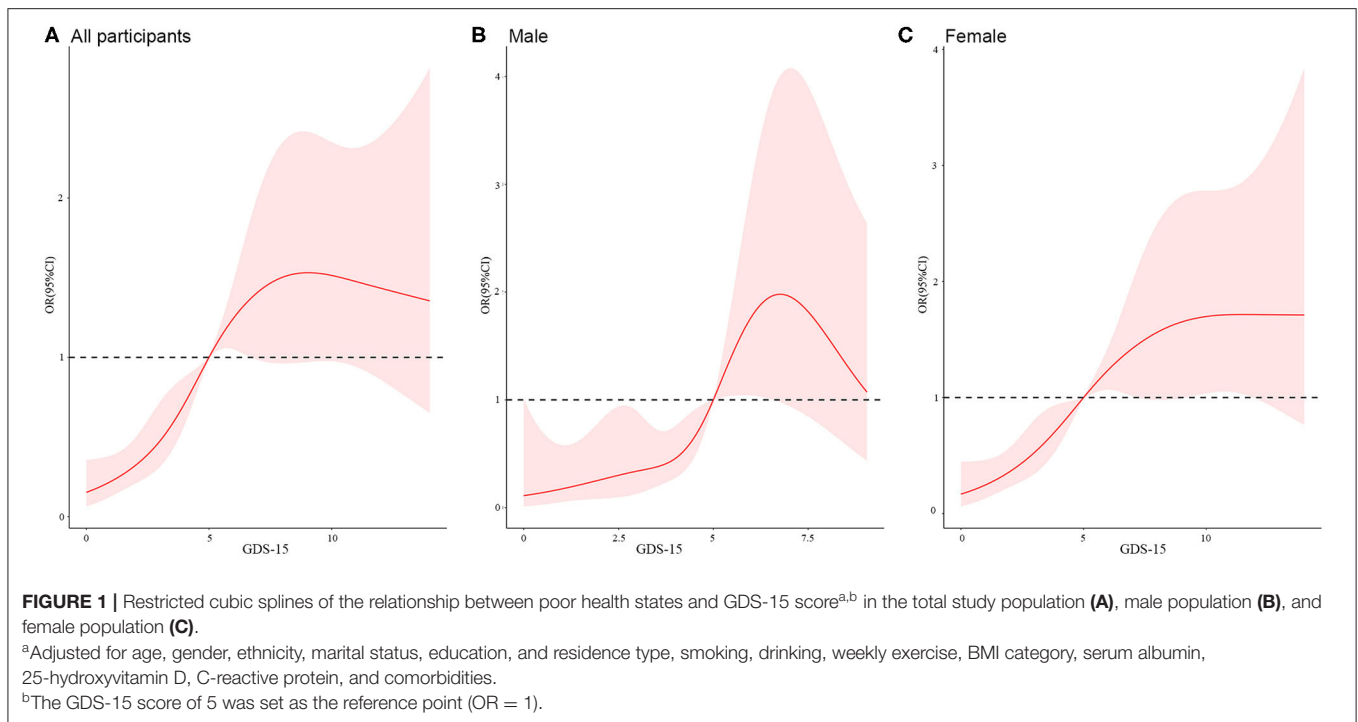 A All participants
B Male
C Female
OR(95%CI)
2
1
0
0
5
10
GDS-15
OR(95%CI)
4
3
2
1
0
0
2.5
5
7.5
GDS-15
OR(95%CI)
4
3
2
1
0
0
5
10
GDS-15
FIGURE 1 | Restricted cubic splines of the relationship between poor health states and GDS-15 score^a,b in the total study population (A), male population (B), and
female population (C).
^aAdjusted for age, gender, ethnicity, marital status, education, and residence type, smoking, drinking, weekly exercise, BMI category, serum albumin,
25-hydroxyvitamin D, C-reactive protein, and comorbidities.
^bThe GDS-15 score of 5 was set as the reference point (OR = 1).